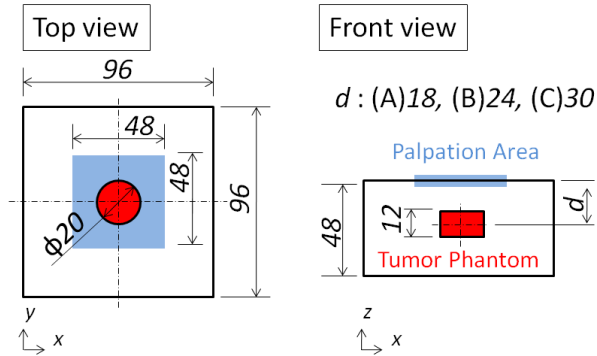 Top view
96
48
48
96
ϕ20
y
x
Front view
d : (A)18, (B)24, (C)30
Palpation Area
48
12
d
Tumor Phantom
z
x